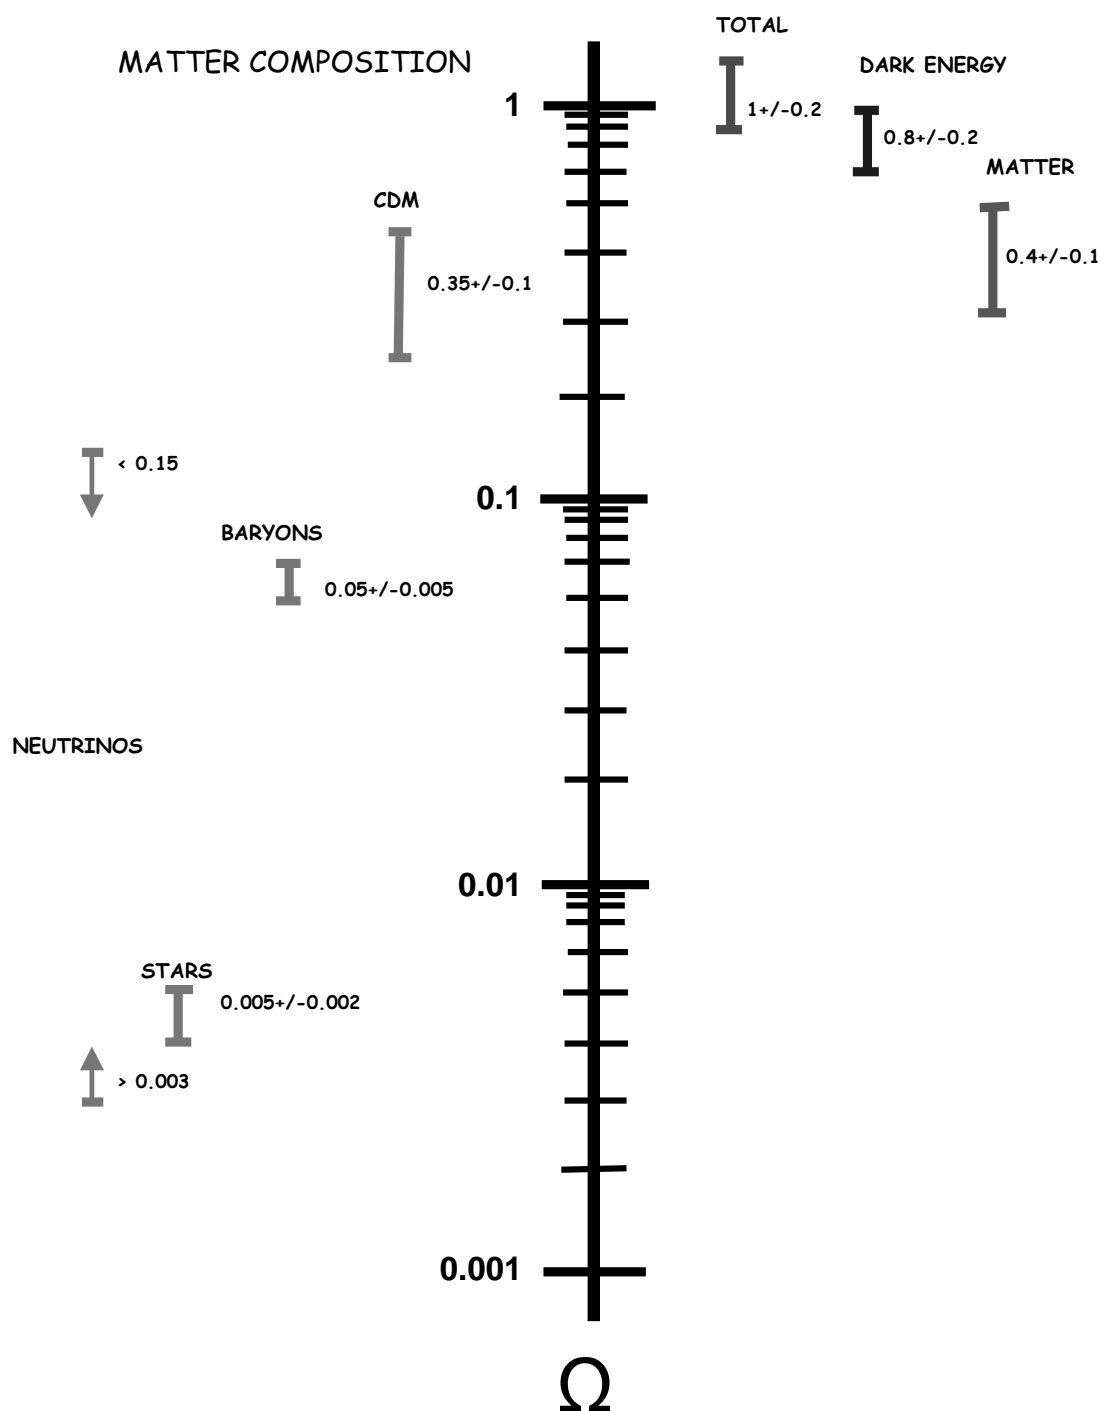 TOTAL
MATTER COMPOSITION
DARK ENERGY
1
1+/-0.2
0.8+/-0.2
MATTER
CDM
0.4+/-0.1
0.35+/-0.1
< 0.15
0.1
BARYONS
0.05+/-0.005
NEUTRINOS
0.01
STARS
0.005+/-0.002
> 0.003
0.001
Ω